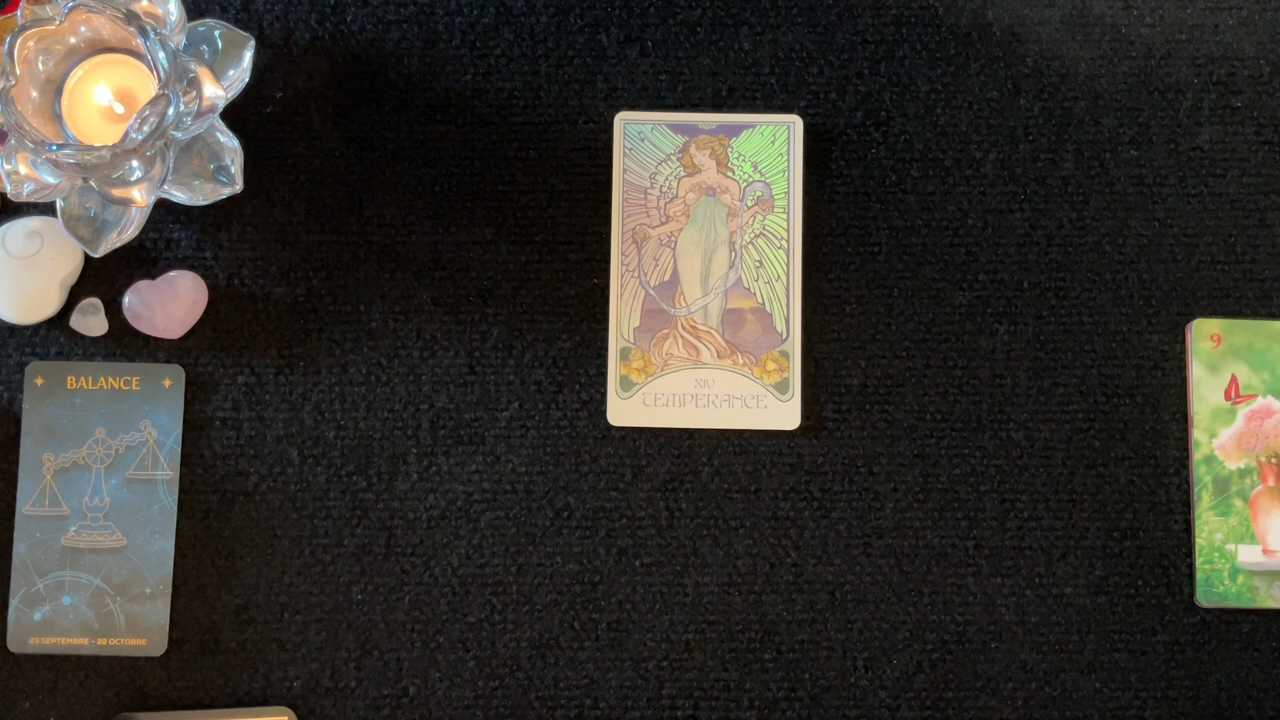 BALANCE
23 SEPTEMBRE - 22 OCTOBRE
XIV
TEMPERANCE
9